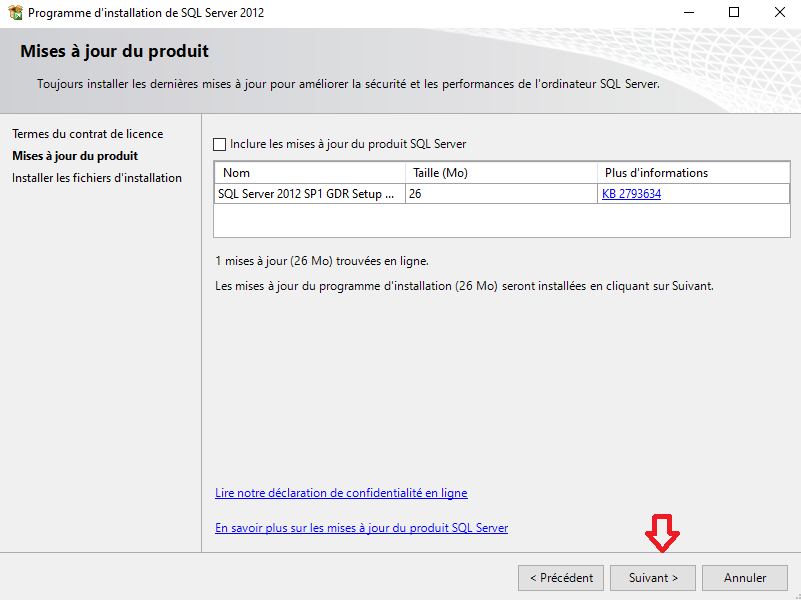 Programme d'installation de SQL Server 2012
Mises à jour du produit
Toujours installer les dernières mises à jour pour améliorer la sécurité et les performances de l'ordinateur SQL Server.
Termes du contrat de licence
Mises à jour du produit
Installer les fichiers d'installation
Inclure les mises à jour du produit SQL Server
Nom Taille (Mo) Plus d'informations
SQL Server 2012 SP1 GDR Setup ... 26 KB 2793634
1 mises à jour (26 Mo) trouvées en ligne.
Les mises à jour du programme d'installation (26 Mo) seront installées en cliquant sur Suivant.
Lire notre déclaration de confidentialité en ligne
En savoir plus sur les mises à jour du produit SQL Server
< Précédent Suivant > Annuler